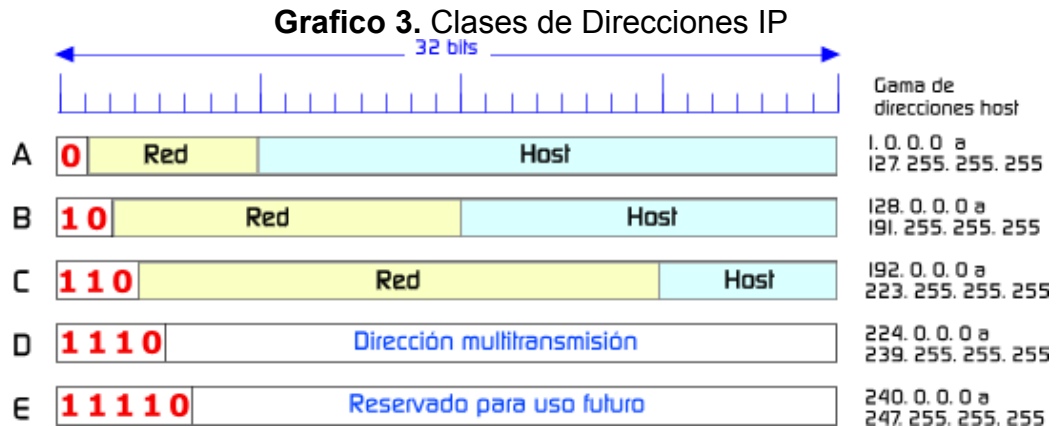 Grafico 3. Clases de Direcciones IP
32 bits
Gama de
direcciones host
A 0 Red Host 1. 0. 0. 0 a
127. 255. 255. 255
B 1 0 Red Host 128. 0. 0. 0 a
191. 255. 255. 255
C 1 1 0 Red Host 192. 0. 0. 0 a
223. 255. 255. 255
D 1 1 1 0 Dirección multitransmisión 224. 0. 0. 0 a
239. 255. 255. 255
E 1 1 1 1 0 Reservado para uso futuro 240. 0. 0. 0 a
247. 255. 255. 255